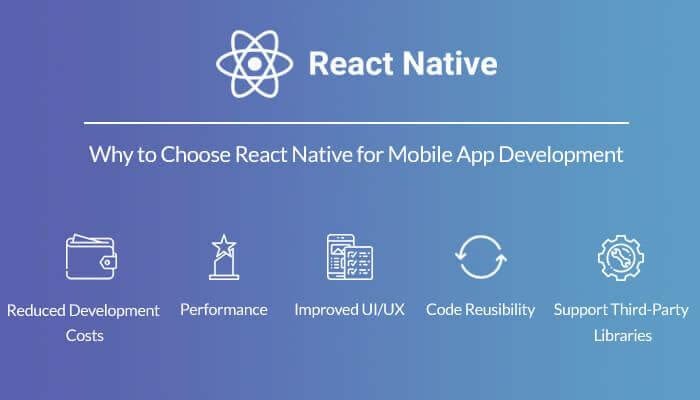 React Native
Why to Choose React Native for Mobile App Development
Reduced Development
Costs
Performance
Improved UI/UX
Code Reusibility
Support Third-Party
Libraries